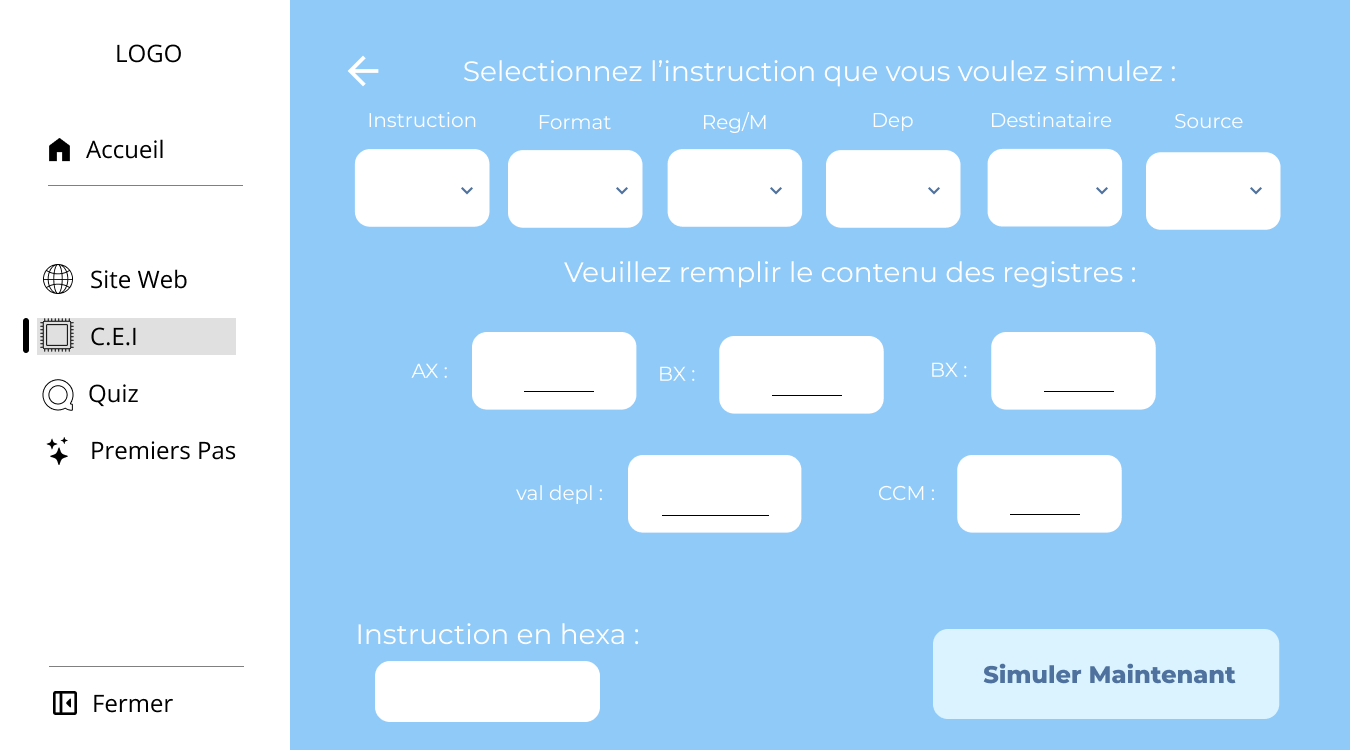 LOGO
Accueil
Site Web
C.E.I
Quiz
Premiers Pas
Fermer
Selectionnez l’instruction que vous voulez simulez :
Instruction Format Reg/M Dep Destinataire Source
Veuillez remplir le contenu des registres :
AX : BX : BX :
val depl : CCM :
Instruction en hexa :
Simuler Maintenant